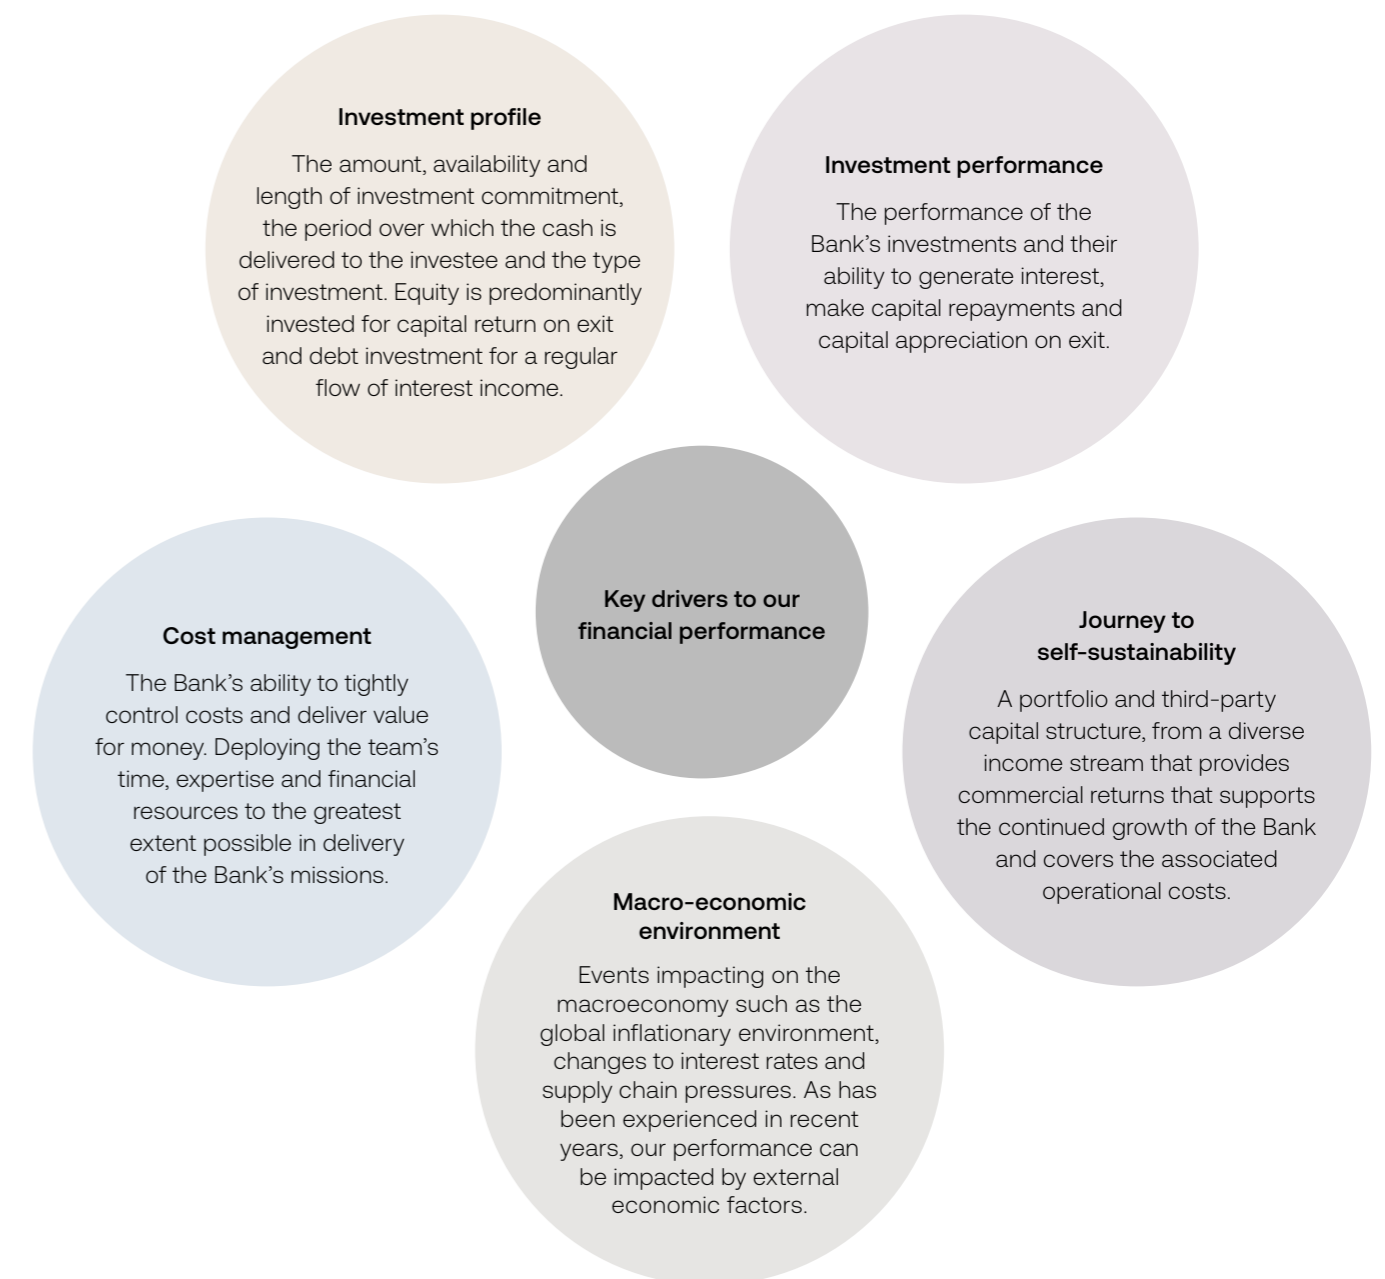 Investment profile
The amount, availability and
length of investment commitment,
the period over which the cash is
delivered to the investee and the type
of investment. Equity is predominantly
invested for capital return on exit
and debt investment for a regular
flow of interest income.
Investment performance
The performance of the
Bank’s investments and their
ability to generate interest,
make capital repayments and
capital appreciation on exit.
Key drivers to our
financial performance
Cost management
The Bank’s ability to tightly
control costs and deliver value
for money. Deploying the team’s
time, expertise and financial
resources to the greatest
extent possible in delivery
of the Bank’s missions.
Journey to
self-sustainability
A portfolio and third-party
capital structure, from a diverse
income stream that provides
commercial returns that supports
the continued growth of the Bank
and covers the associated
operational costs.
Macro-economic
environment
Events impacting on the
macroeconomy such as the
global inflationary environment,
changes to interest rates and
supply chain pressures. As has
been experienced in recent
years, our performance can
be impacted by external
economic factors.